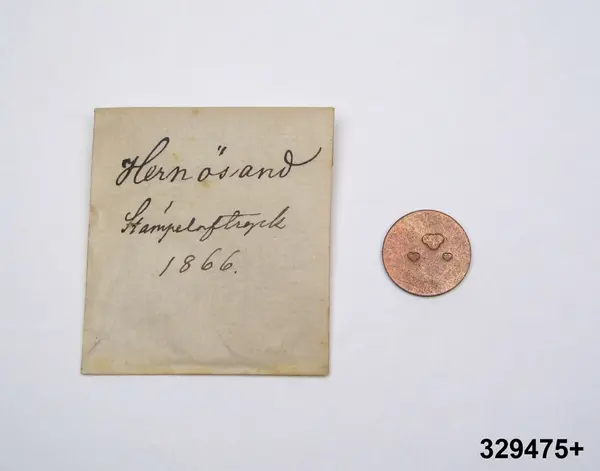 Hernösand
Stämpelaftryck
1866.
329475+